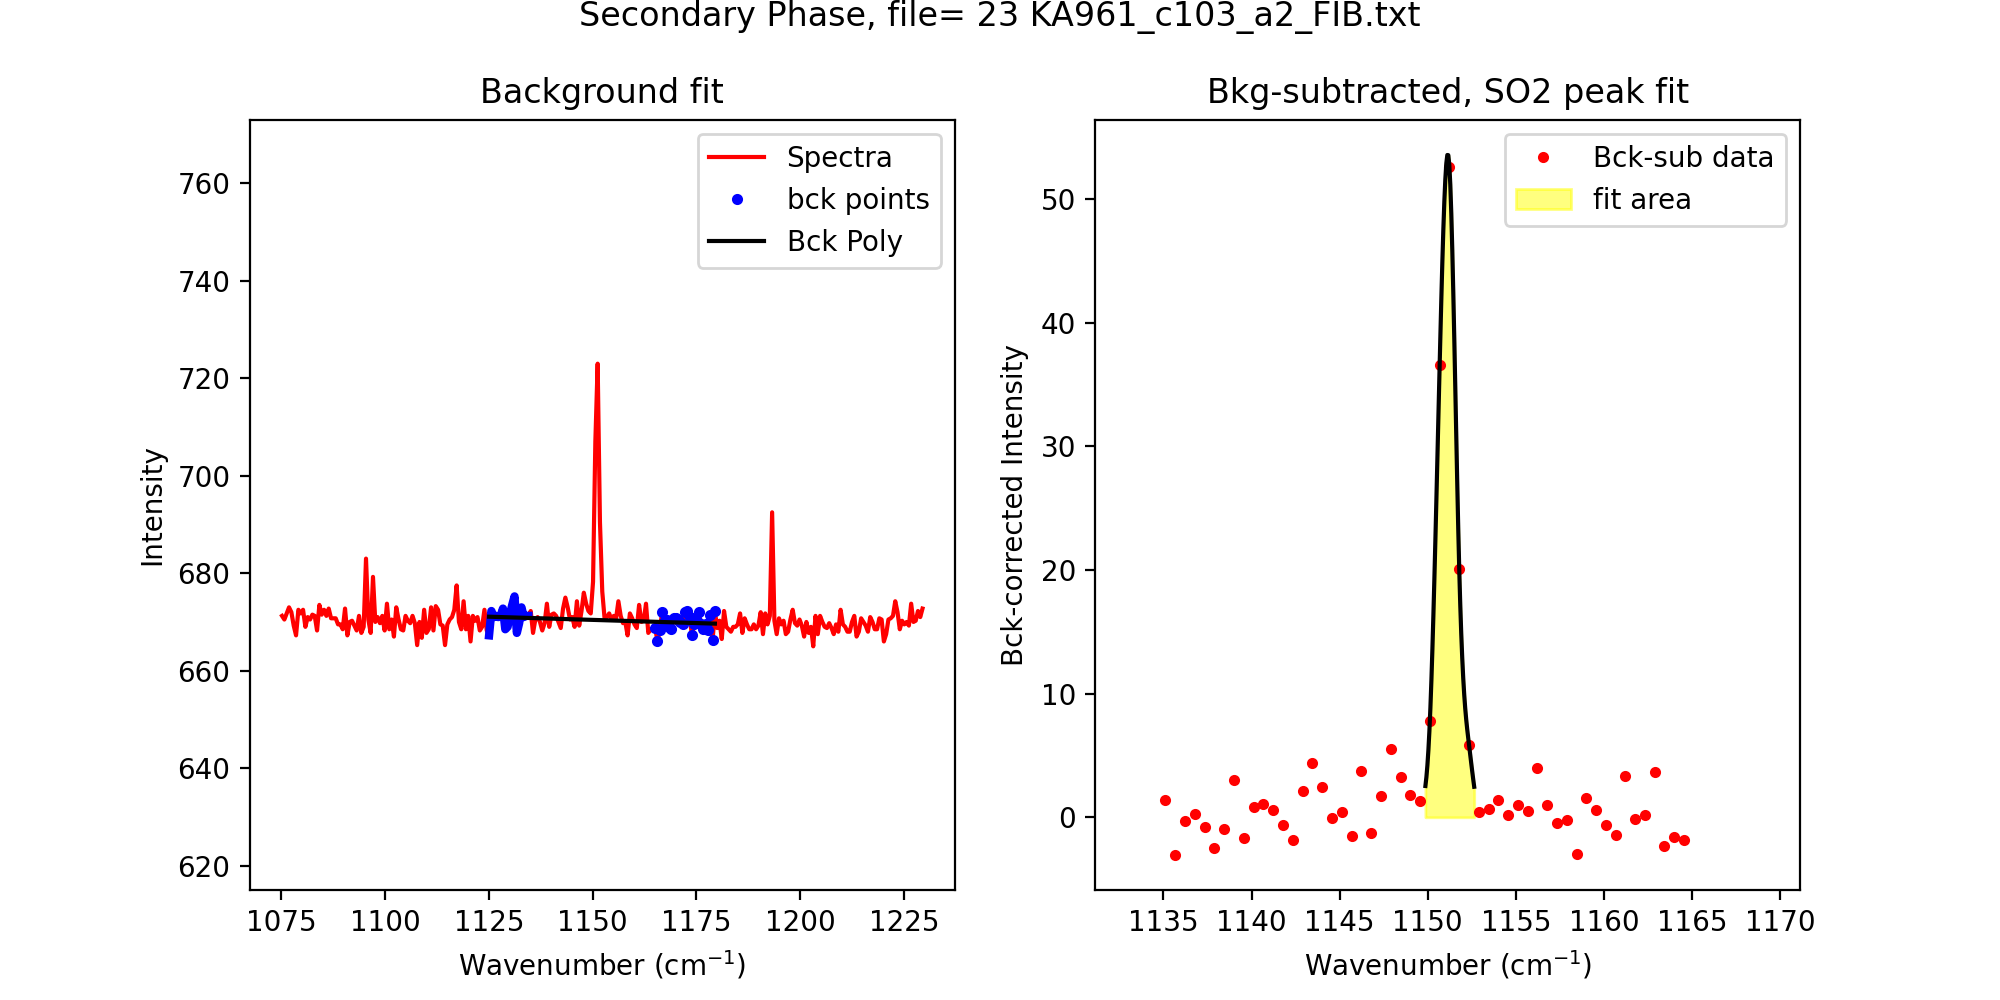 Secondary Phase, file= 23 KA961_c103_a2_FIB.txt
Background fit
Spectra
bck points
Bck Poly
760
740
720
700
680
660
640
620
Intensity
1075 1100 1125 1150 1175 1200 1225
Wavenumber (cm⁻¹)
Bkg-subtracted, SO2 peak fit
Bck-sub data
fit area
50
40
30
20
10
0
Bck-corrected Intensity
1135 1140 1145 1150 1155 1160 1165 1170
Wavenumber (cm⁻¹)